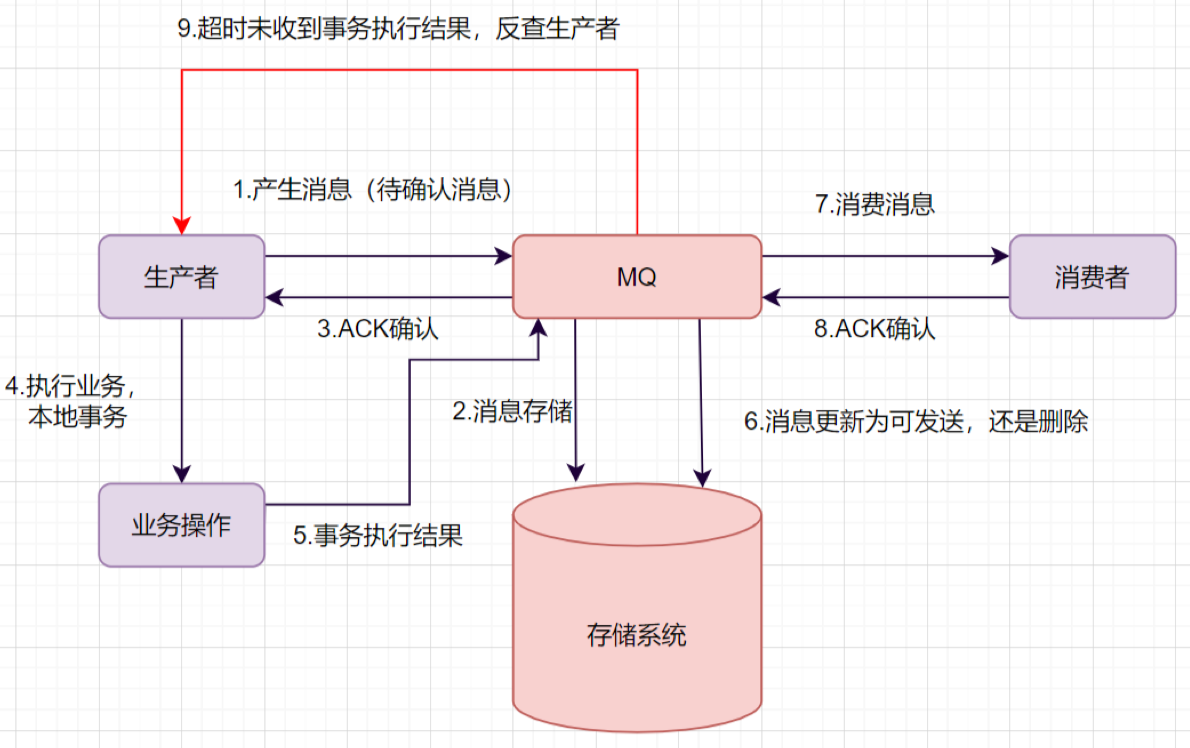 9.超时未收到事务执行结果，反查生产者
1.产生消息（待确认消息）
7.消费消息
生产者
MQ
消费者
3.ACK确认
8.ACK确认
4.执行业务，
本地事务
2.消息存储
6.消息更新为可发送，还是删除
业务操作
5.事务执行结果
存储系统